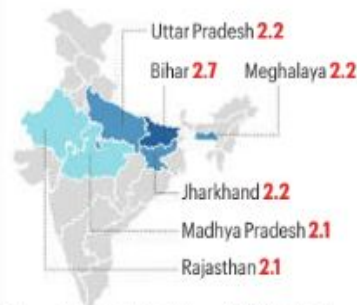 Uttar Pradesh 2.2
Bihar 2.7 Meghalaya 2.2
Jharkhand 2.2
Madhya Pradesh 2.1
Rajasthan 2.1